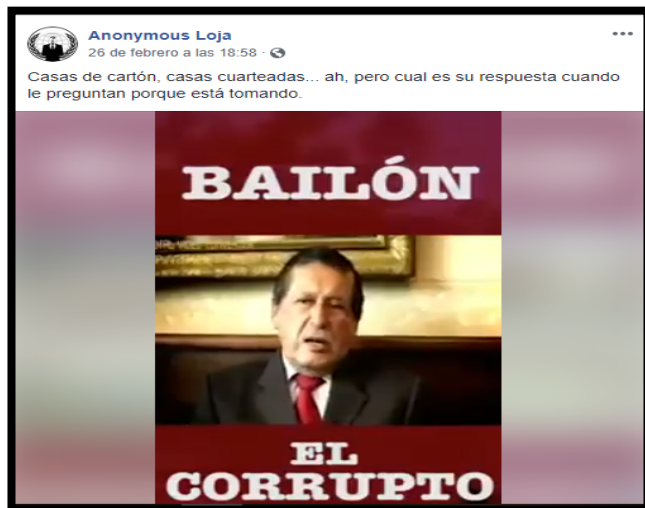 Anonymous Loja
26 de febrero a las 18:58 ·
Casas de cartón, casas cuarteadas... ah, pero cual es su respuesta cuando
le preguntan porque está tomando.
BAILÓN
EL
CORRUPTO